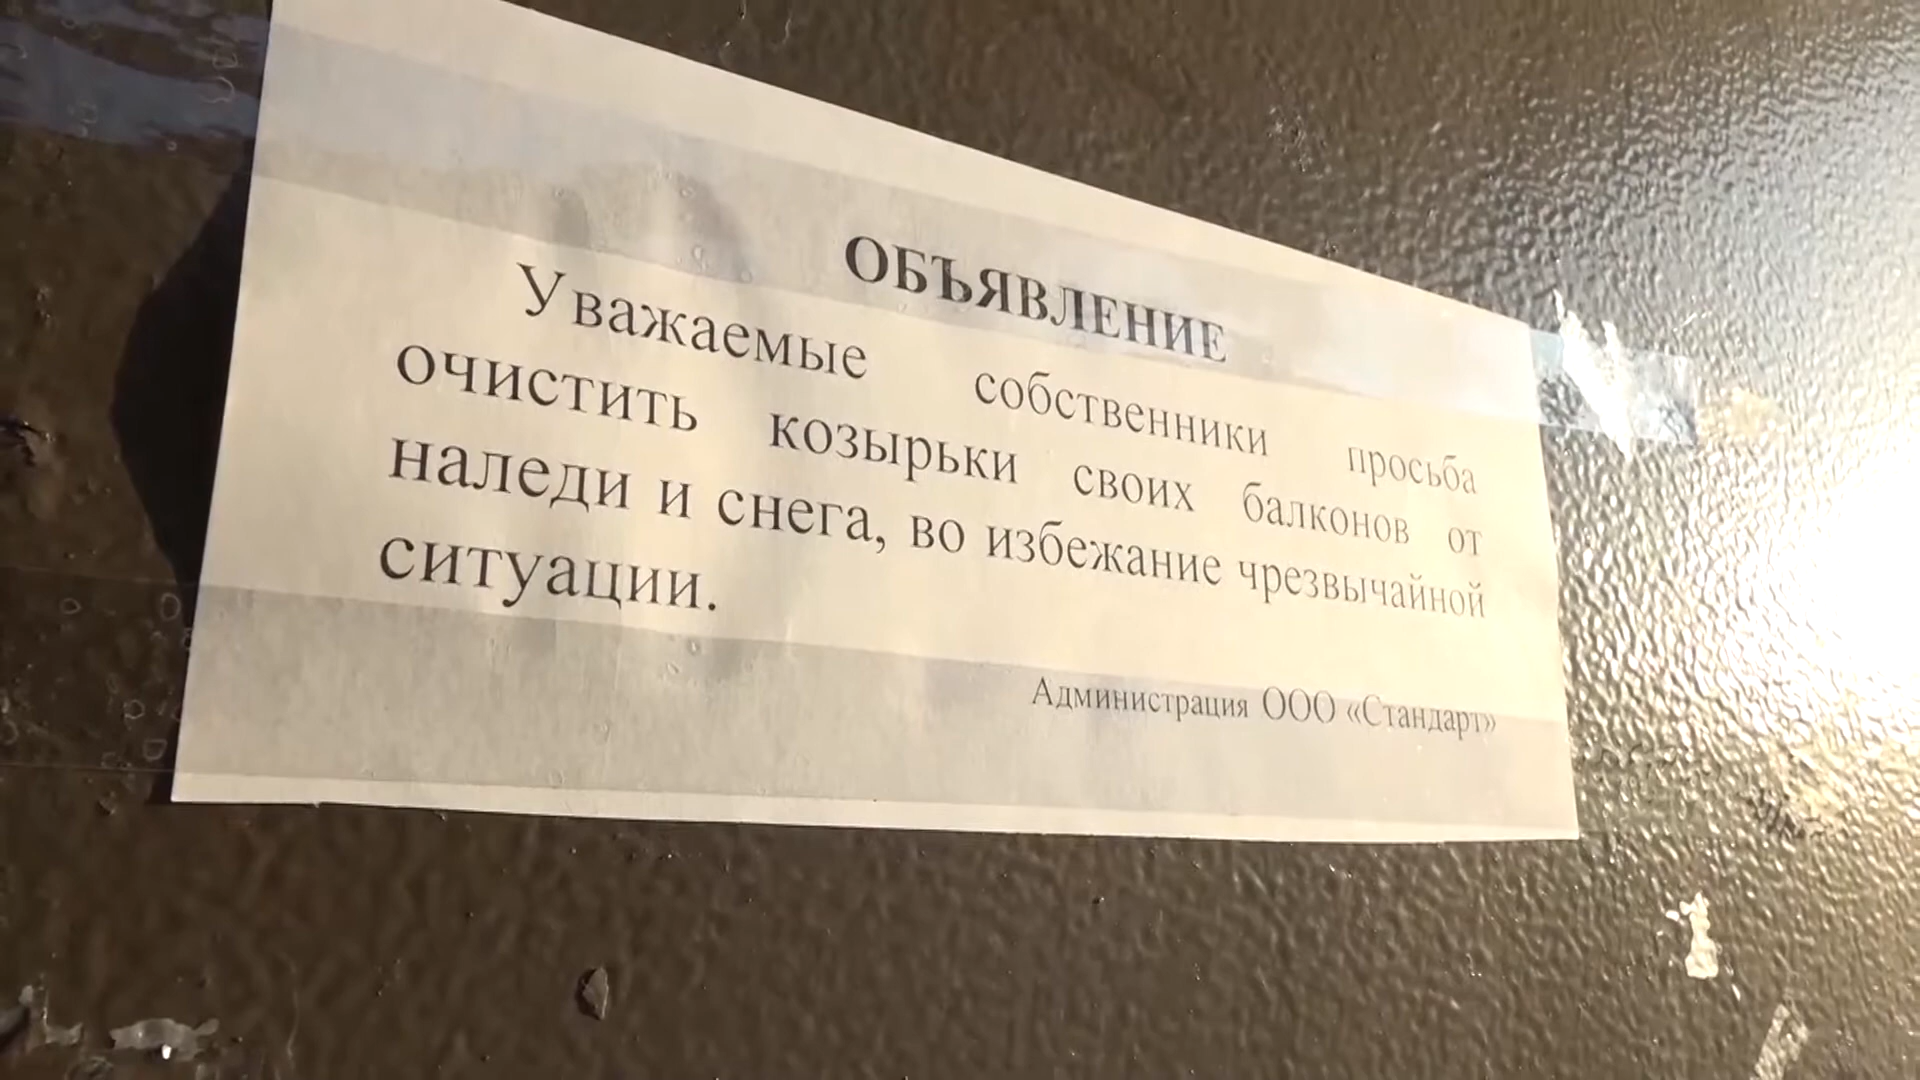 ОБЪЯВЛЕНИЕ
Уважаемые собственники просьба
очистить козырьки своих балконов от
наледи и снега, во избежание чрезвычайной
ситуации.
Администрация ООО «Стандарт»